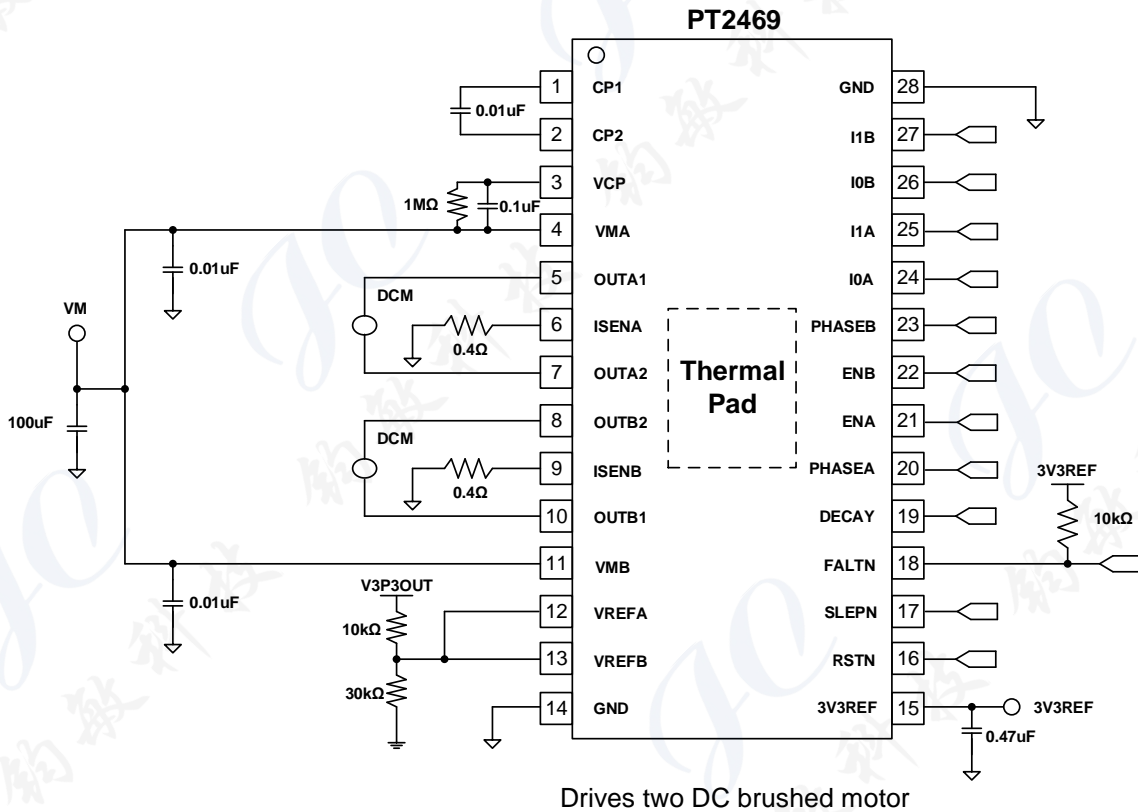 PT2469
1 CP1
0.01uF
2 CP2
3 VCP
1MΩ
0.1uF
4 VMA
0.01uF
5 OUTA1
DCM
6 ISENA
0.4Ω
7 OUTA2
VM
100uF
8 OUTB2
DCM
9 ISENB
0.4Ω
10 OUTB1
11 VMB
0.01uF
V3P3OUT
12 VREFA
10kΩ
13 VREFB
30kΩ
14 GND
Thermal
Pad
GND 28
I1B 27
I0B 26
I1A 25
I0A 24
PHASEB 23
ENB 22
ENA 21
PHASEA 20
3V3REF
10kΩ
DECAY 19
FALTN 18
SLEPN 17
RSTN 16
3V3REF 15
3V3REF
0.47uF
Drives two DC brushed motor